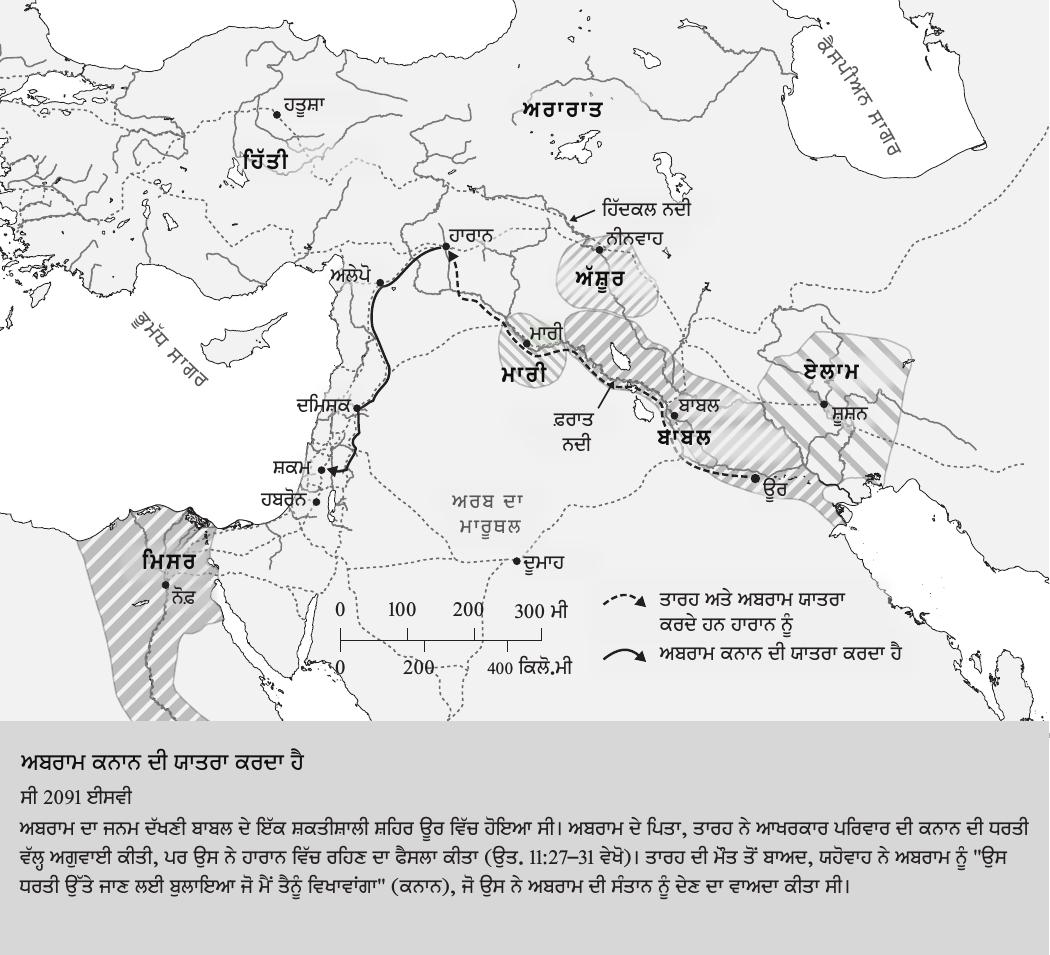 ਕੈਸਪੀਅਨ ਸਾਗਰ
ਹਤੂਸ਼ਾ
ਅਰਾਰਾਤ
ਹਿੱਤੀ
ਹਿੱਦਕਲ ਨਦੀ
ਹਾਰਾਨ
ਨੀਨਵਾਹ
ਅਲੇਪੋ
ਅੱਸ਼ੂਰ
ਭੂਮੱਧ ਸਾਗਰ
ਮਾਰੀ
ਮਾਰੀ
ਏਲਾਮ
ਦਮਿਸ਼ਕ
ਬਾਬਲ
ਸ਼ੂਸ਼ਨ
ਫ਼ਰਾਤ
ਨਦੀ
ਬਾਬਲ
ਸ਼ਕਮ
ਊਰ
ਹਬਰੋਨ
ਅਰਬ ਦਾ
ਮਾਰੂਥਲ
ਮਿਸਰ
ਦੂਮਾਹ
ਨੋਫ਼
0 100 200 300 ਮੀ
0 200 400 ਕਿਲੋ.ਮੀ
ਤਾਰਹ ਅਤੇ ਅਬਰਾਮ ਯਾਤਰਾ
ਕਰਦੇ ਹਨ ਹਾਰਾਨ ਨੂੰ
ਅਬਰਾਮ ਕਨਾਨ ਦੀ ਯਾਤਰਾ ਕਰਦਾ ਹੈ
ਅਬਰਾਮ ਕਨਾਨ ਦੀ ਯਾਤਰਾ ਕਰਦਾ ਹੈ
ਸੀ 2091 ਈਸਵੀ
ਅਬਰਾਮ ਦਾ ਜਨਮ ਦੱਖਣੀ ਬਾਬਲ ਦੇ ਇੱਕ ਸ਼ਕਤੀਸ਼ਾਲੀ ਸ਼ਹਿਰ ਊਰ ਵਿੱਚ ਹੋਇਆ ਸੀ। ਅਬਰਾਮ ਦੇ ਪਿਤਾ, ਤਾਰਹ ਨੇ ਆਖਰਕਾਰ ਪਰਿਵਾਰ ਦੀ ਕਨਾਨ ਦੀ ਧਰਤੀ
ਵੱਲ੍ਹ ਅਗੁਵਾਈ ਕੀਤੀ, ਪਰ ਉਸ ਨੇ ਹਾਰਾਨ ਵਿੱਚ ਰਹਿਣ ਦਾ ਫੈਸਲਾ ਕੀਤਾ (ਉਤ. 11:27–31 ਵੇਖੋ)। ਤਾਰਹ ਦੀ ਮੌਤ ਤੋਂ ਬਾਅਦ, ਯਹੋਵਾਹ ਨੇ ਅਬਰਾਮ ਨੂੰ "ਉਸ
ਧਰਤੀ ਉੱਤੇ ਜਾਣ ਲਈ ਬੁਲਾਇਆ ਜੋ ਮੈਂ ਤੈਨੂੰ ਵਿਖਾਵਾਂਗਾ" (ਕਨਾਨ), ਜੋ ਉਸ ਨੇ ਅਬਰਾਮ ਦੀ ਸੰਤਾਨ ਨੂੰ ਦੇਣ ਦਾ ਵਾਅਦਾ ਕੀਤਾ ਸੀ।